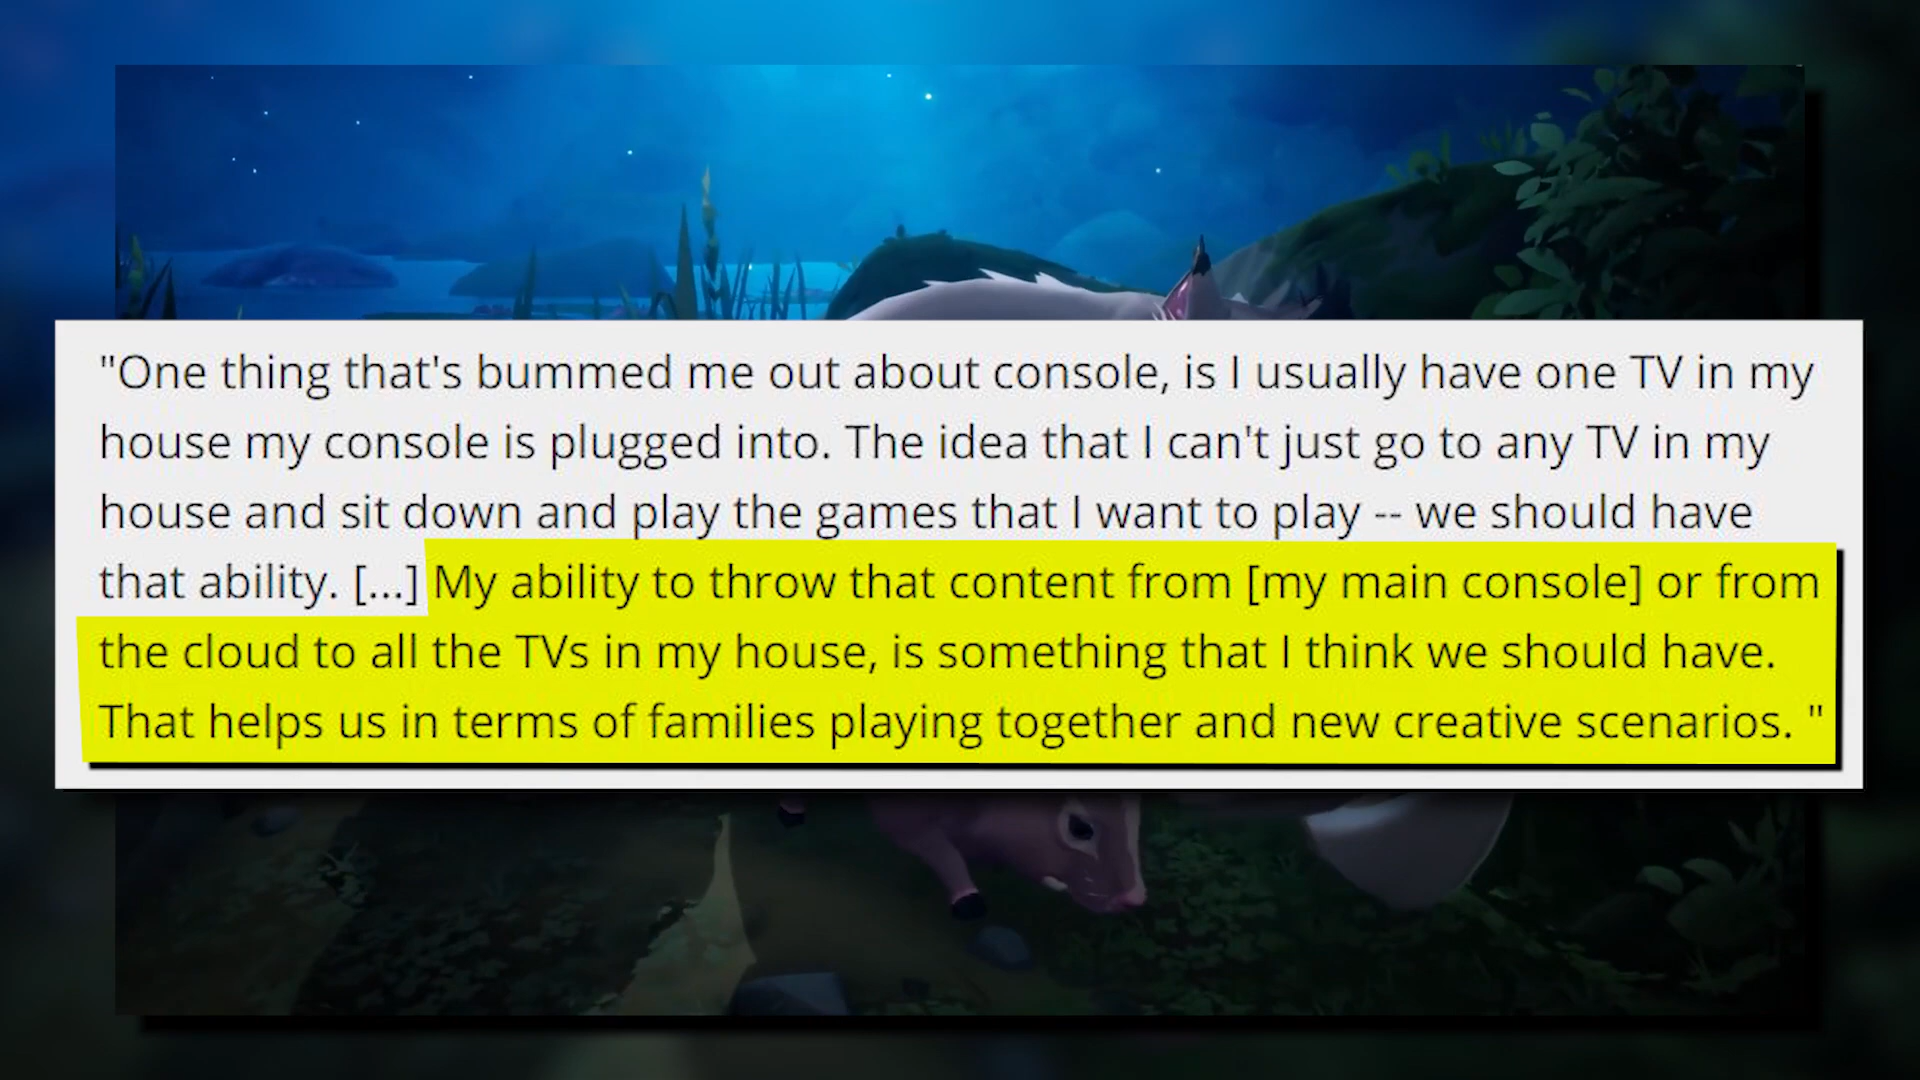 "One thing that's bummed me out about console, is I usually have one TV in my
house my console is plugged into. The idea that I can't just go to any TV in my
house and sit down and play the games that I want to play -- we should have
that ability. [...] My ability to throw that content from [my main console] or from
the cloud to all the TVs in my house, is something that I think we should have.
That helps us in terms of families playing together and new creative scenarios. "